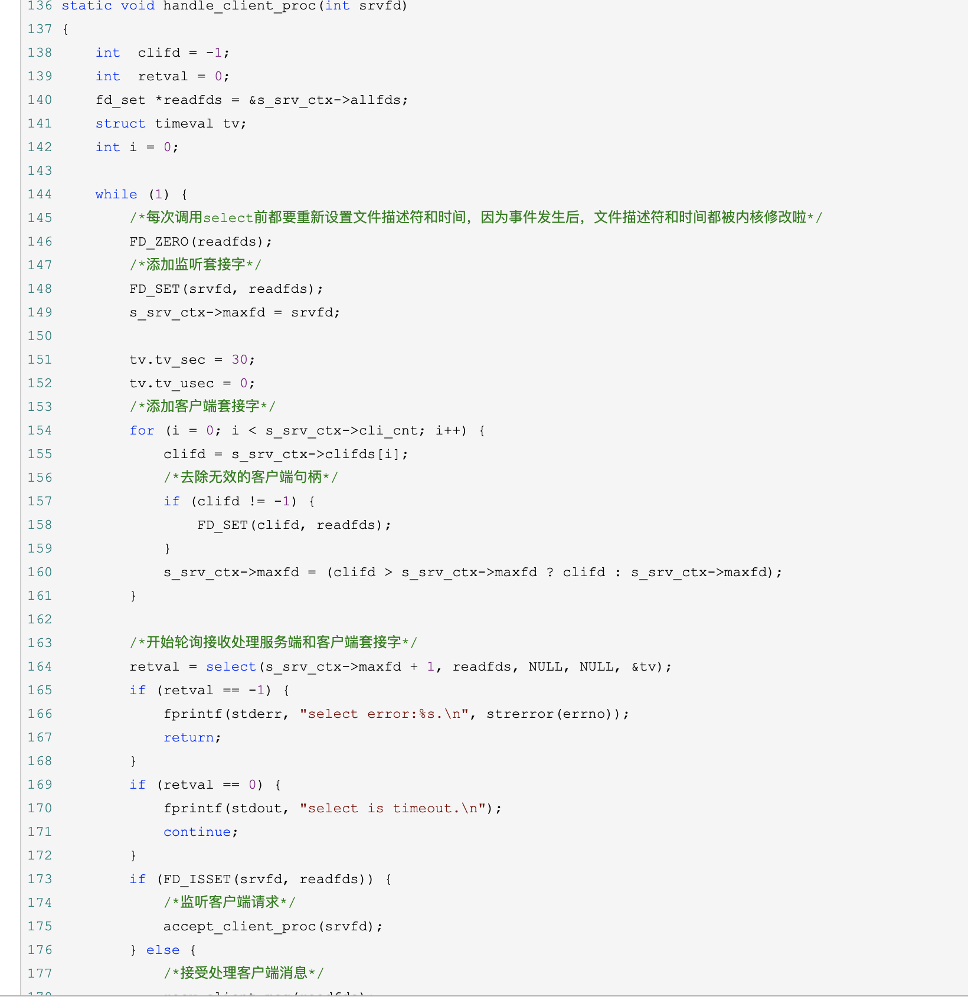 136 static void handle_client_proc(int srvfd)
137 {
138     int  clifd = -1;
139     int  retval = 0;
140     fd_set *readfds = &s_srv_ctx->allfds;
141     struct timeval tv;
142     int i = 0;
143
144     while (1) {
145         /*每次调用select前都要重新设置文件描述符和时间，因为事件发生后，文件描述符和时间都被内核修改啦*/
146         FD_ZERO(readfds);
147         /*添加监听套接字*/
148         FD_SET(srvfd, readfds);
149         s_srv_ctx->maxfd = srvfd;
150
151         tv.tv_sec = 30;
152         tv.tv_usec = 0;
153         /*添加客户端套接字*/
154         for (i = 0; i < s_srv_ctx->cli_cnt; i++) {
155             clifd = s_srv_ctx->clifds[i];
156             /*去除无效的客户端句柄*/
157             if (clifd != -1) {
158                 FD_SET(clifd, readfds);
159             }
160             s_srv_ctx->maxfd = (clifd > s_srv_ctx->maxfd ? clifd : s_srv_ctx->maxfd);
161         }
162
163         /*开始轮询接收处理服务端和客户端套接字*/
164         retval = select(s_srv_ctx->maxfd + 1, readfds, NULL, NULL, &tv);
165         if (retval == -1) {
166             fprintf(stderr, "select error:%s.\n", strerror(errno));
167             return;
168         }
169         if (retval == 0) {
170             fprintf(stdout, "select is timeout.\n");
171             continue;
172         }
173         if (FD_ISSET(srvfd, readfds)) {
174             /*监听客户端请求*/
175             accept_client_proc(srvfd);
176         } else {
177             /*接受处理客户端消息*/